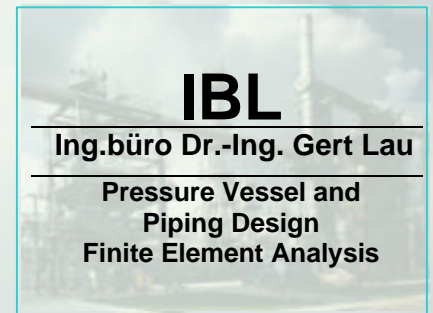 IBL
Ing.büro Dr.-Ing. Gert Lau
Pressure Vessel and
Piping Design
Finite Element Analysis